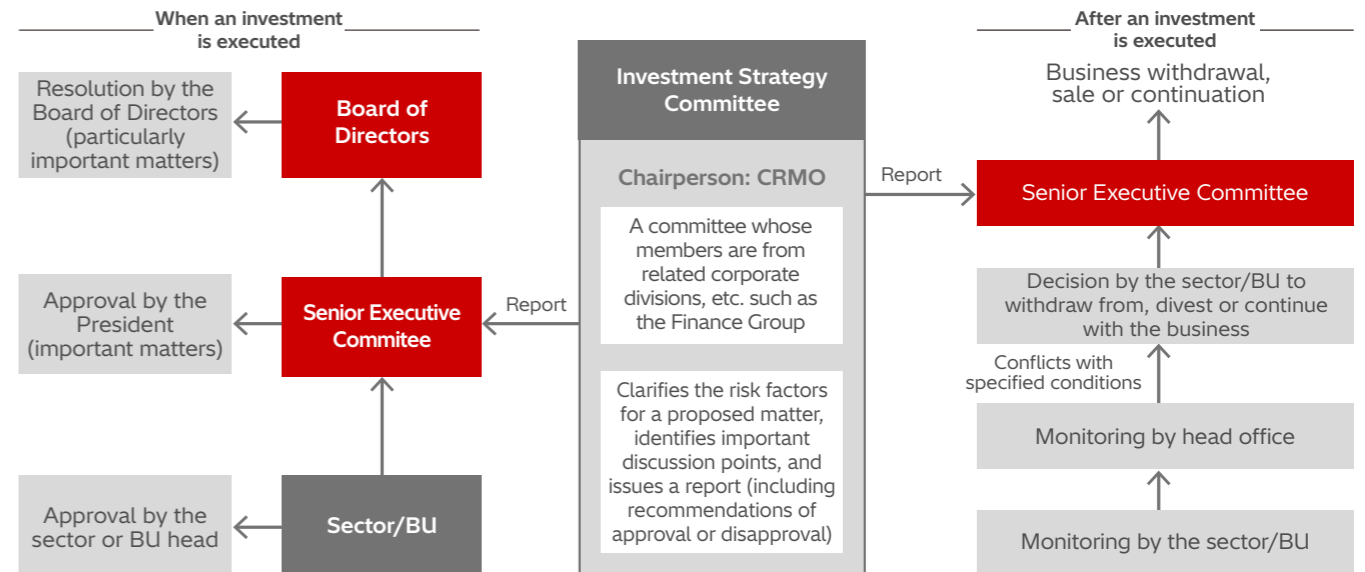 When an investment
is executed
Resolution by the
Board of Directors
(particularly
important matters)
Board of
Directors
Approval by the
President
(important matters)
Senior Executive
Commitee
Report
Approval by the
sector or BU head
Sector/BU
Investment Strategy
Committee
Chairperson: CRMO
A committee whose
members are from
related corporate
divisions, etc. such as
the Finance Group
Clarifies the risk factors
for a proposed matter,
identifies important
discussion points, and
issues a report (including
recommendations of
approval or disapproval)
After an investment
is executed
Business withdrawal,
sale or continuation
Report
Senior Executive Committee
Decision by the sector/BU to
withdraw from, divest or continue
with the business
Conflicts with
specified conditions
Monitoring by head office
Monitoring by the sector/BU